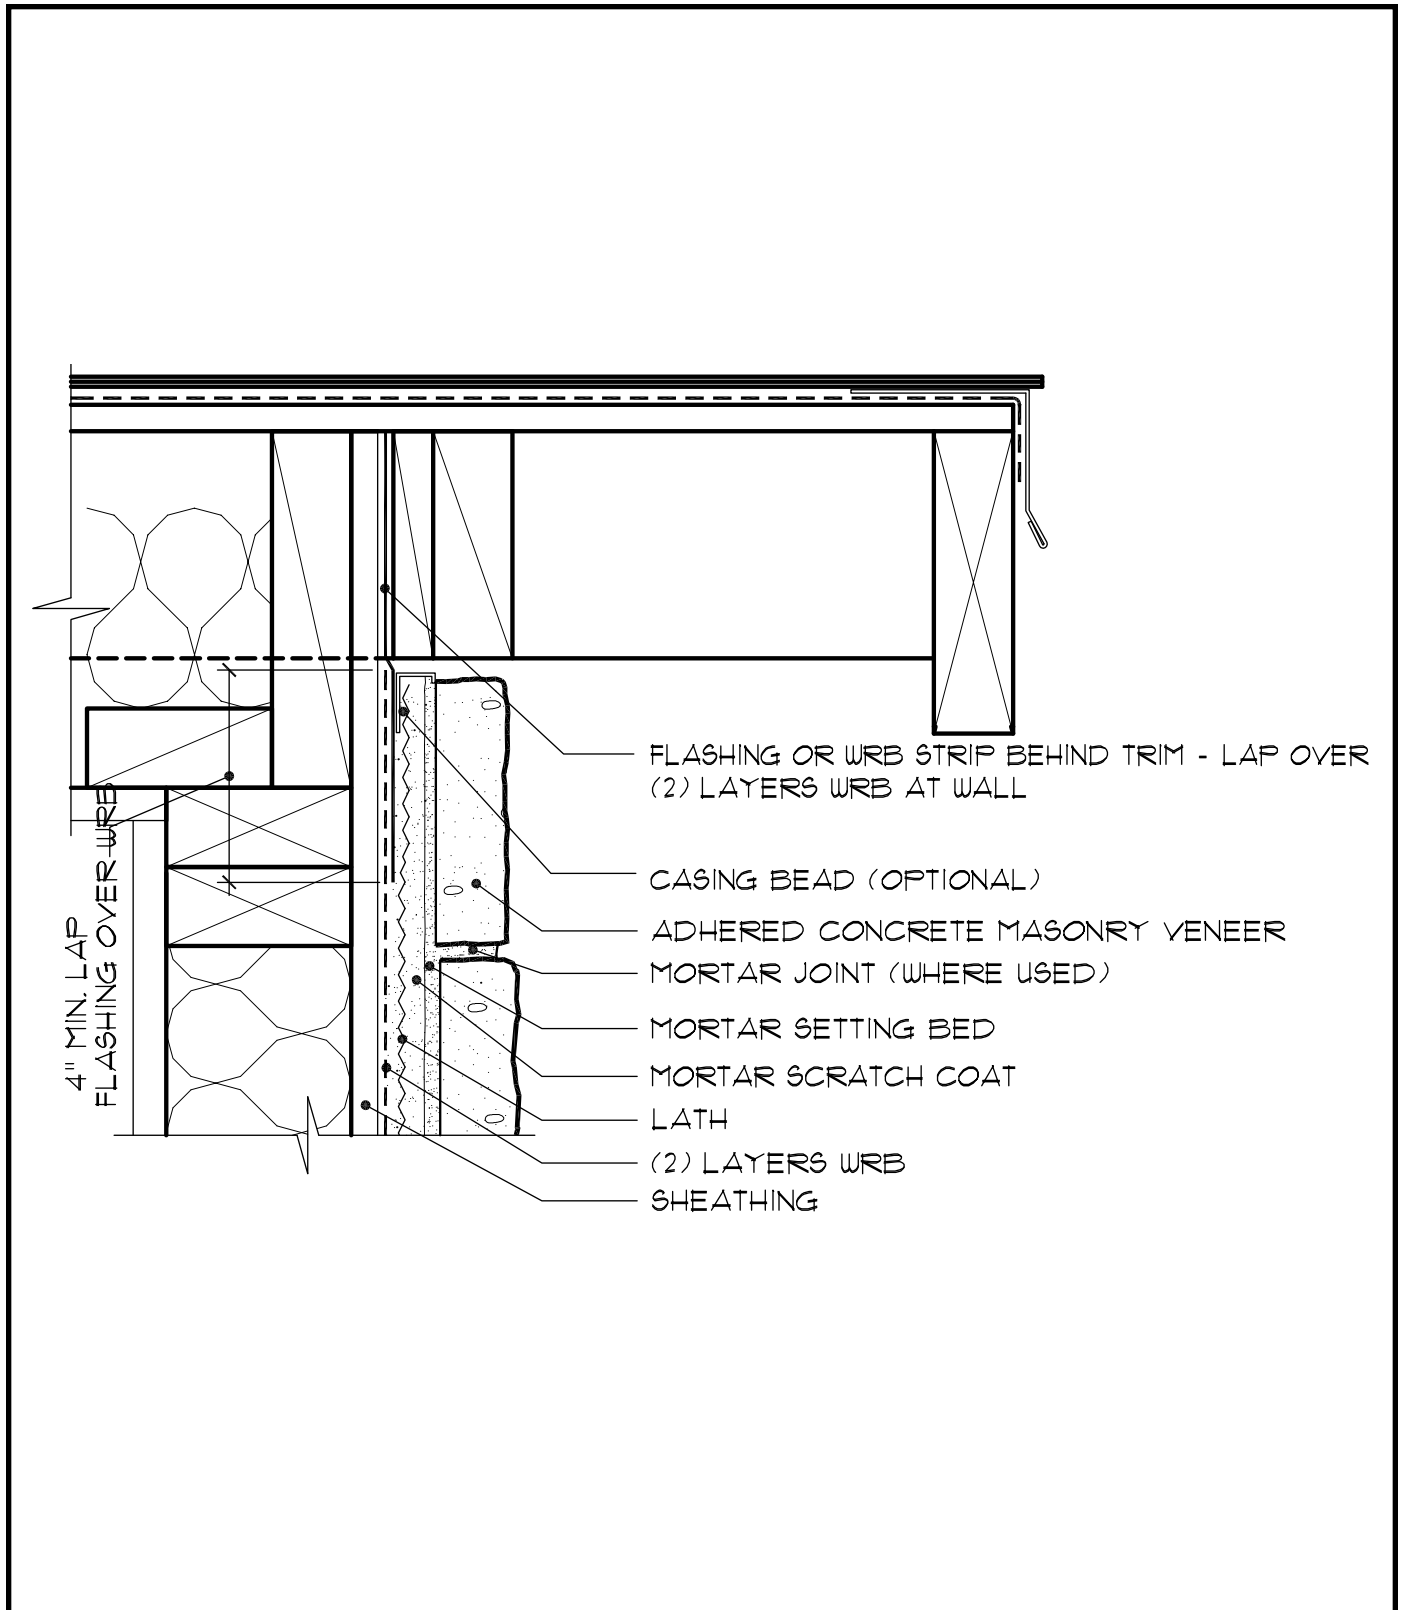 FLASHING OR WRB STRIP BEHIND TRIM - LAP OVER
(2) LAYERS WRB AT WALL
CASING BEAD (OPTIONAL)
ADHERED CONCRETE MASONRY VENEER
MORTAR JOINT (WHERE USED)
MORTAR SETTING BED
MORTAR SCRATCH COAT
LATH
(2) LAYERS WRB
SHEATHING
4" MIN. LAP
FLASHING OVER WRB